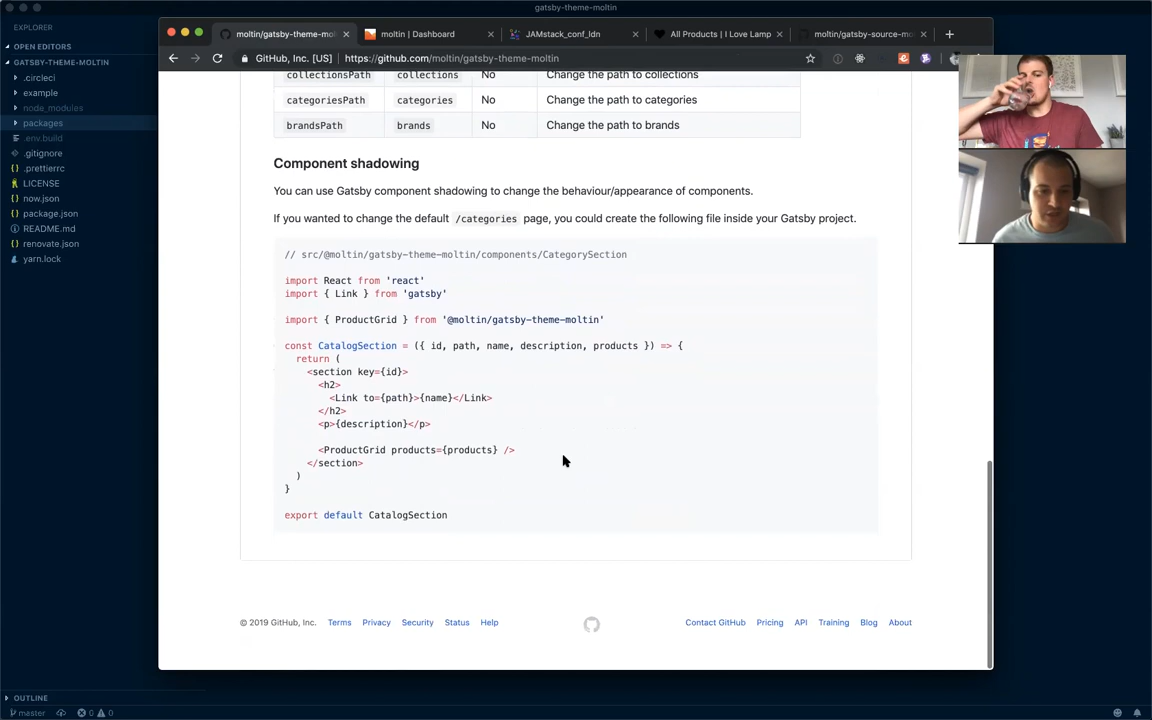 gatsby-theme-moltin
EXPLORER
OPEN EDITORS
GATSBY-THEME-MOLTIN
.circleci
example
node_modules
packages
.env.build
.gitignore
.prettierrc
LICENSE
now.json
package.json
README.md
renovate.json
yarn.lock
OUTLINE
master
0 0
moltin/gatsby-theme-mol
moltin | Dashboard
JAMstack_conf_ldn
All Products | I Love Lamp
moltin/gatsby-source-mo
GitHub, Inc. [US] | https://github.com/moltin/gatsby-theme-moltin
collectionsPath collections No Change the path to collections
categoriesPath categories No Change the path to categories
brandsPath brands No Change the path to brands
Component shadowing
You can use Gatsby component shadowing to change the behaviour/appearance of components.
If you wanted to change the default /categories page, you could create the following file inside your Gatsby project.
// src/@moltin/gatsby-theme-moltin/components/CategorySection
import React from 'react'
import { Link } from 'gatsby'
import { ProductGrid } from '@moltin/gatsby-theme-moltin'
const CatalogSection = ({ id, path, name, description, products }) => {
return (
<section key={id}>
<h2>
<Link to={path}>{name}</Link>
</h2>
<p>{description}</p>
<ProductGrid products={products} />
</section>
)
}
export default CatalogSection
© 2019 GitHub, Inc. Terms Privacy Security Status Help
Contact GitHub Pricing API Training Blog About